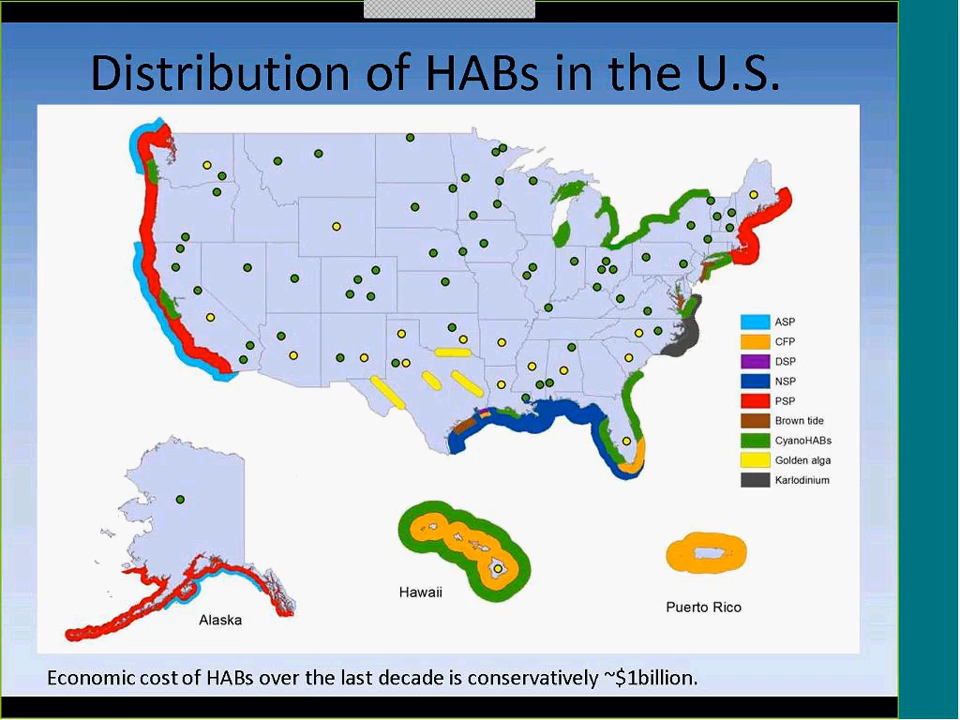 Distribution of HABs in the U.S.
ASP
CFP
DSP
NSP
PSP
Brown tide
CyanoHABs
Golden alga
Karlodinium
Hawaii
Alaska
Puerto Rico
Economic cost of HABs over the last decade is conservatively ~$1billion.